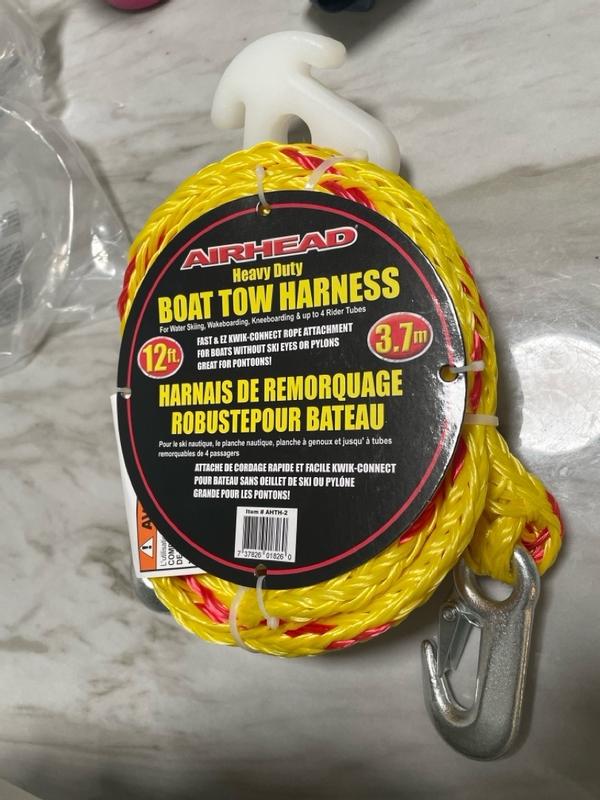 AIRHEAD
Heavy Duty
BOAT TOW HARNESS
For Water Skiing, Wakeboarding, Kneeboarding & up to 4 Rider Tubes
12ft.
FAST & EZ KWIK-CONNECT ROPE ATTACHMENT
FOR BOATS WITHOUT SKI EYES OR PYLONS
GREAT FOR PONTOONS!
3.7m
HARNAIS DE REMORQUAGE
ROBUSTEPOUR BATEAU
Pour le ski nautique, le planche nautique, planche à genoux et jusqu' à tubes
remorquables de 4 passagers
ATTACHE DE CORDAGE RAPIDE ET FACILE KWIK-CONNECT
POUR BATEAU SANS OEILLET DE SKI OU PYLÔNE
GRANDE POUR LES PONTONS!
Item # AHTH-2
7 37826 01826 0
L'utilisat
COM
DE